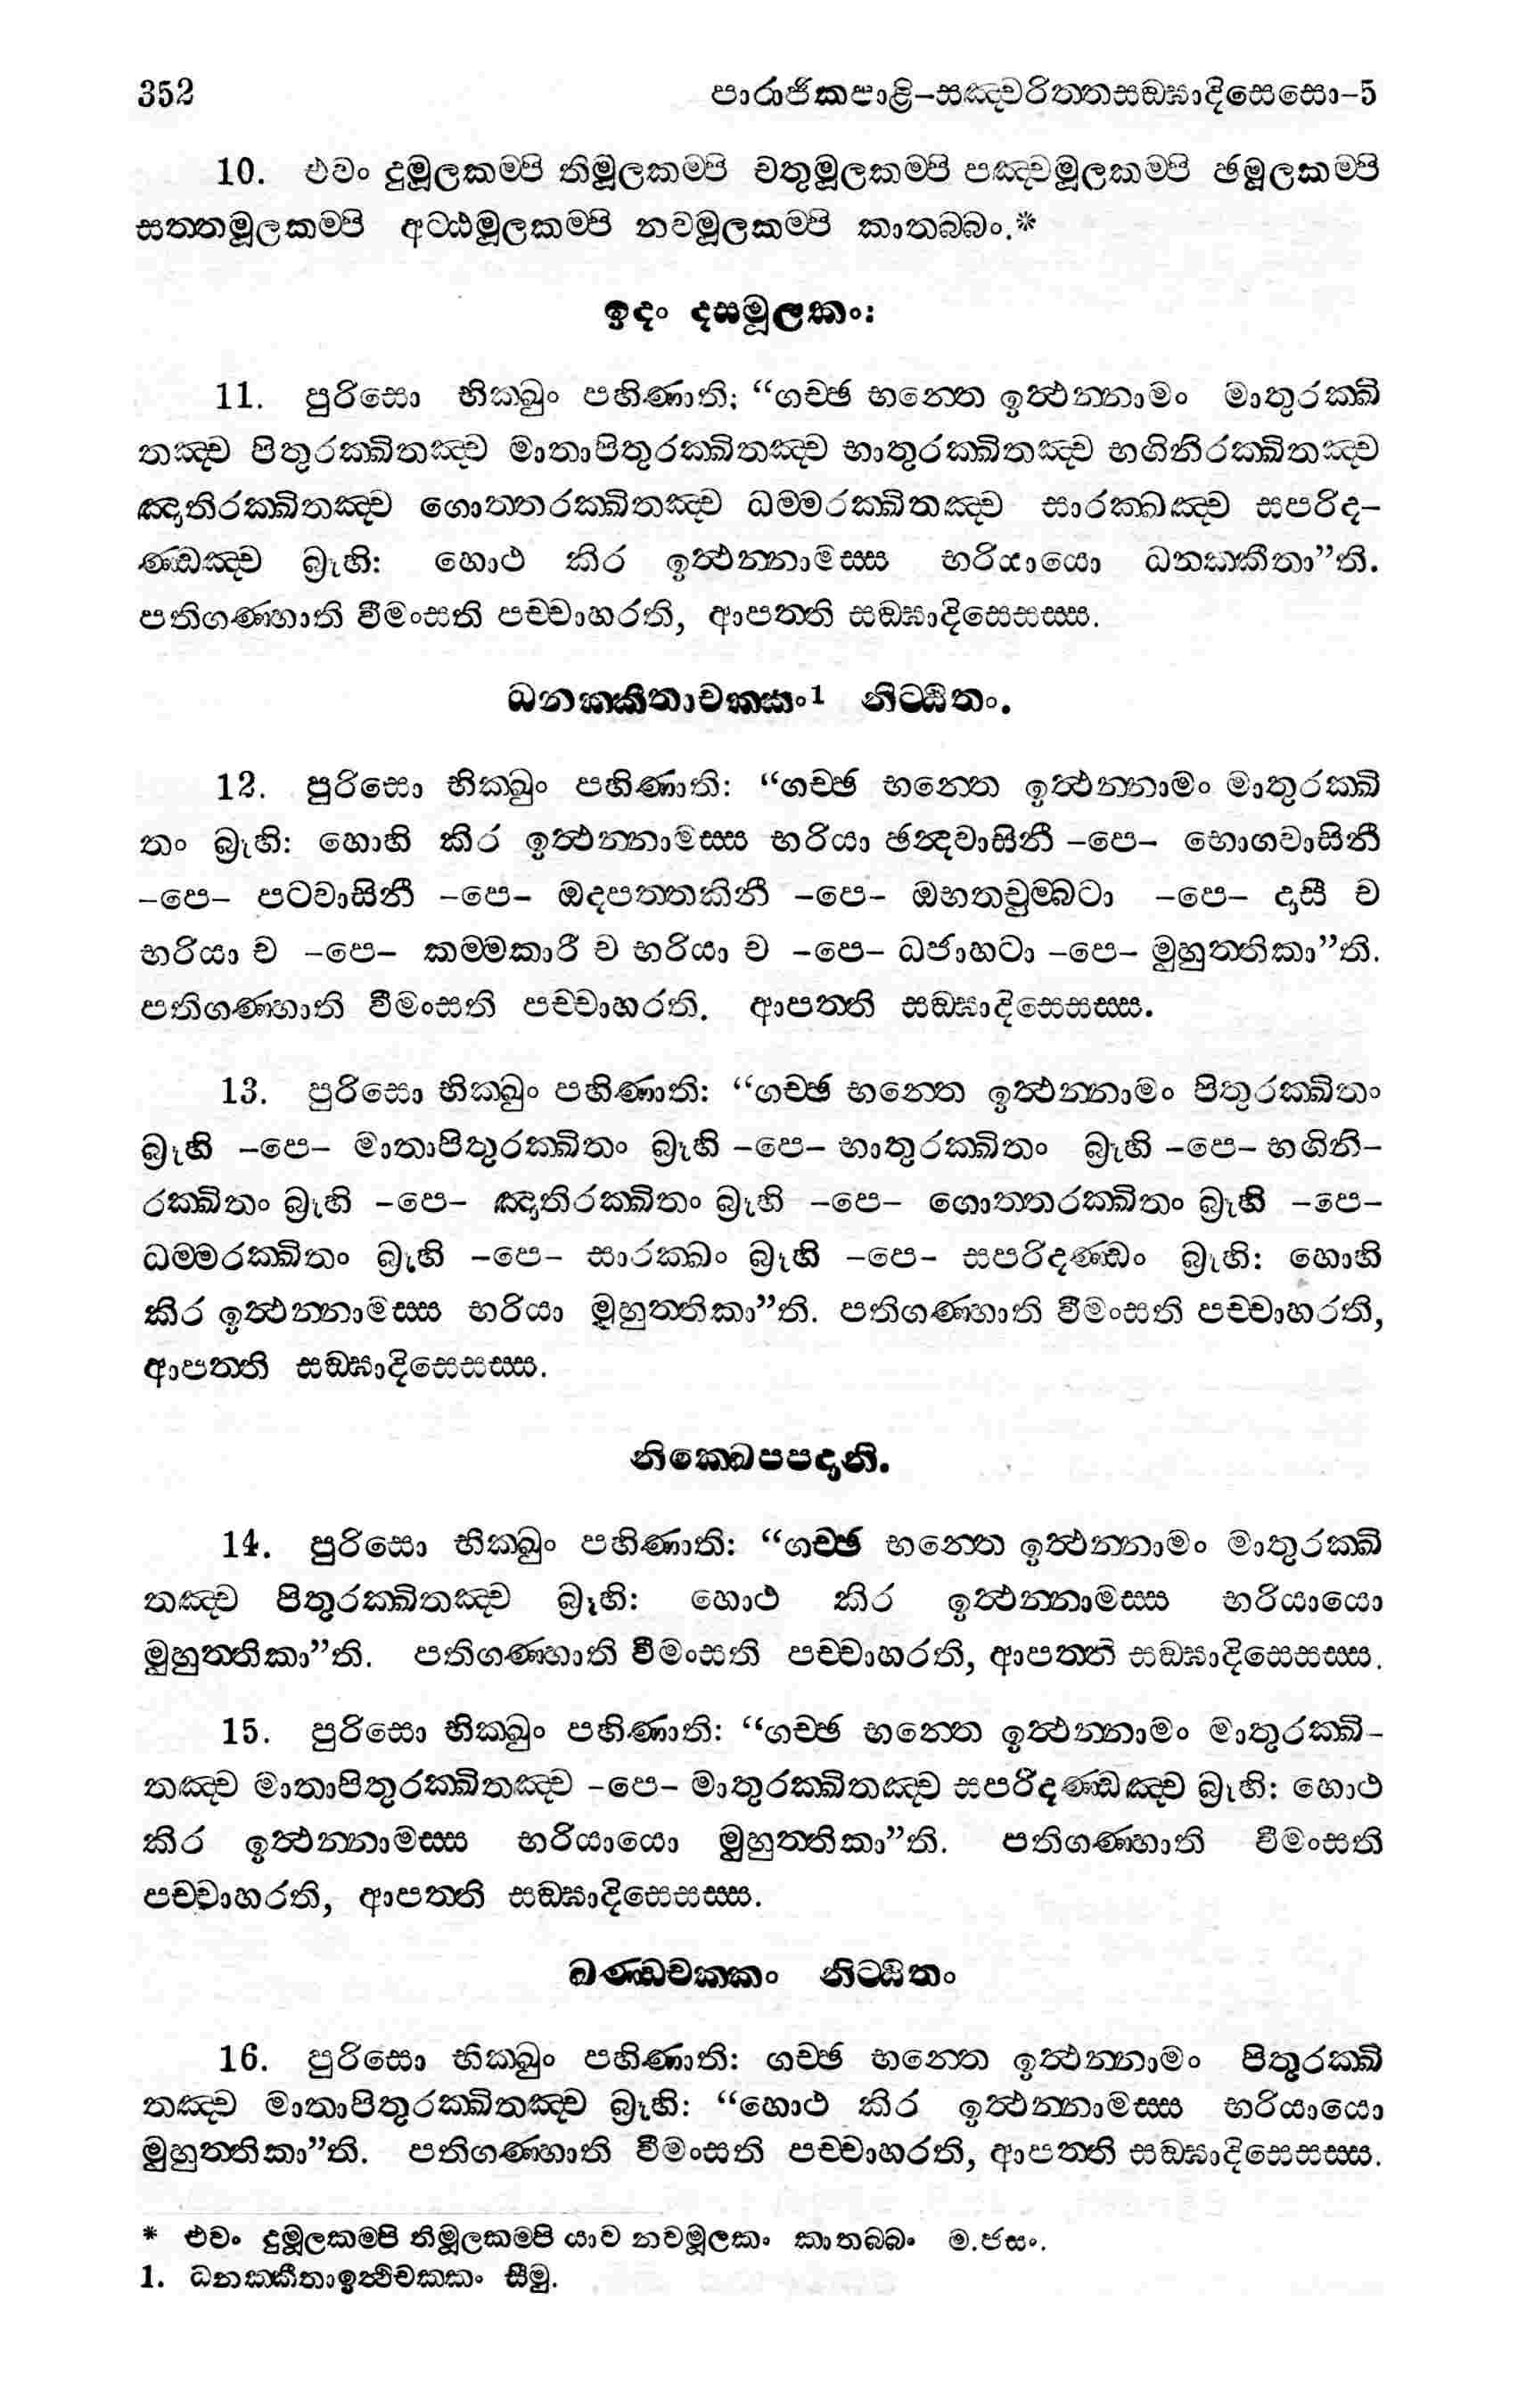 352 පාරාජිකපාළි–සඤ්චරිත්තසඞ්ඝාදිසෙසො–5
10. එවං දුමූලකම්පි තිමූලකම්පි චතුමූලකම්පි පඤ්චමූලකම්පි ඡමූලකම්පි
සත්තමූලකම්පි අට්ඨමූලකම්පි නවමූලකම්පි කාතබ්බං.*
ඉදං දසමූලකං:
11. පුරිසො භික්ඛුං පහිණාති; “ගච්ඡ භන්තෙ ඉත්ථන්නාමං මාතුරක්ඛි
තඤ්ච පිතුරක්ඛිතඤ්ච මාතාපිතුරක්ඛිතඤ්ච භාතුරක්ඛිතඤ්ච භගිනිරක්ඛිතඤ්ච
ඤාතිරක්ඛිතඤ්ච ගොත්තරක්ඛිතඤ්ච ධම්මරක්ඛිතඤ්ච සාරක්ඛඤ්ච සපරිද–
ණ්ඩඤ්ච බ්‍රූහි: හොථ කිර ඉත්ථන්නාමස්ස භරියායො ධනක්කීතා”ති.
පතිගණ්හාති වීමංසති පච්චාහරති, ආපත්ති සඞ්ඝාදිසෙසස්ස.
ධනක්කීතාචක්කං¹ නිට්ඨිතං.
12. පුරිසො භික්ඛුං පහිණාති: “ගච්ඡ භන්තෙ ඉත්ථන්නාමං මාතුරක්ඛි
තං බ්‍රූහි: හොහි කිර ඉත්ථන්නාමස්ස භරියා ඡන්දවාසිනී –පෙ– භොගවාසිනී
–පෙ– පටවාසිනී –පෙ– ඔදපත්තකිනී –පෙ– ඔභතචුම්බටා –පෙ– දාසී ච
භරියා ච –පෙ– කම්මකාරී ච භරියා ච –පෙ– ධජාහටා –පෙ– මුහුත්තිකා”ති.
පතිගණ්හාති වීමංසති පච්චාහරති. ආපත්ති සඞ්ඝාදිසෙසස්ස.
13. පුරිසො භික්ඛුං පහිණාති: “ගච්ඡ භන්තෙ ඉත්ථන්නාමං පිතුරක්ඛිතං
බ්‍රූහි –පෙ– මාතාපිතුරක්ඛිතං බ්‍රූහි –පෙ– භාතුරක්ඛිතං බ්‍රූහි –පෙ– භගිනි–
රක්ඛිතං බ්‍රූහි –පෙ– ඤාතිරක්ඛිතං බ්‍රූහි –පෙ– ගොත්තරක්ඛිතං බ්‍රූහි –පෙ–
ධම්මරක්ඛිතං බ්‍රූහි –පෙ– සාරක්ඛං බ්‍රූහි –පෙ– සපරිදණ්ඩං බ්‍රූහි: හොහි
කිර ඉත්ථන්නාමස්ස භරියා මුහුත්තිකා”ති. පතිගණ්හාති වීමංසති පච්චාහරති,
ආපත්ති සඞ්ඝාදිසෙසස්ස.
නික්ඛෙපපදානි.
14. පුරිසො භික්ඛුං පහිණාති: “ගච්ඡ භන්තෙ ඉත්ථන්නාමං මාතුරක්ඛි
තඤ්ච පිතුරක්ඛිතඤ්ච බ්‍රූහි: හොථ කිර ඉත්ථන්නාමස්ස භරියායො
මුහුත්තිකා”ති. පතිගණ්හාති වීමංසති පච්චාහරති, ආපත්ති සඞ්ඝාදිසෙසස්ස.
15. පුරිසො භික්ඛුං පහිණාති: “ගච්ඡ භන්තෙ ඉත්ථන්නාමං මාතුරක්ඛි–
තඤ්ච මාතාපිතුරක්ඛිතඤ්ච –පෙ– මාතුරක්ඛිතඤ්ච සපරිදණ්ඩඤ්ච බ්‍රූහි: හොථ
කිර ඉත්ථන්නාමස්ස භරියායො මුහුත්තිකා”ති. පතිගණ්හාති වීමංසති
පච්චාහරති, ආපත්ති සඞ්ඝාදිසෙසස්ස.
ඛණ්ඩචක්කං නිට්ඨිතං
16. පුරිසො භික්ඛුං පහිණාති: ගච්ඡ භන්තෙ ඉත්ථන්නාමං පිතුරක්ඛි
තඤ්ච මාතාපිතුරක්ඛිතඤ්ච බ්‍රූහි: “හොථ කිර ඉත්ථන්නාමස්ස භරියායො
මුහුත්තිකා”ති. පතිගණ්හාති වීමංසති පච්චාහරති, ආපත්ති සඞ්ඝාදිසෙසස්ස.
* එවං දුමූලකම්පි තිමූලකම්පි යාව නවමූලකං කාතබ්බං ම.ජසං.
1. ධනක්කීතාඉත්ථිචක්කං සීමු.